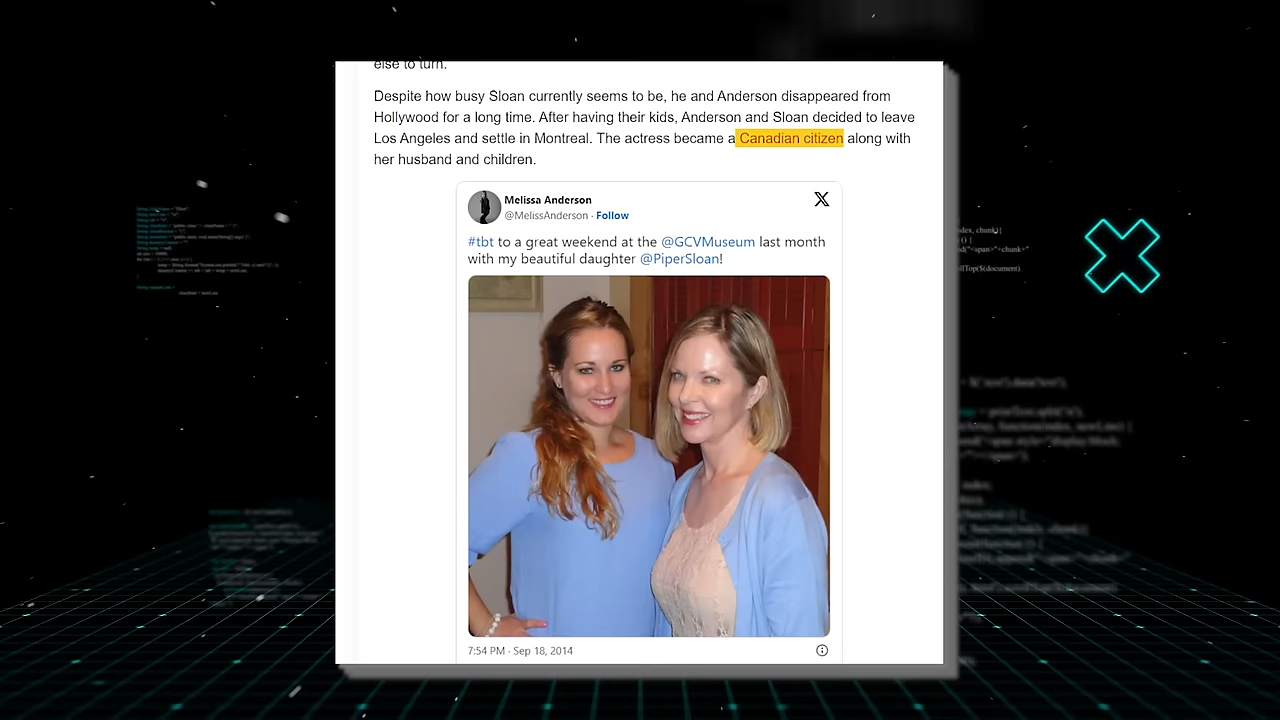 else to turn.
Despite how busy Sloan currently seems to be, he and Anderson disappeared from
Hollywood for a long time. After having their kids, Anderson and Sloan decided to leave
Los Angeles and settle in Montreal. The actress became a Canadian citizen along with
her husband and children.
Melissa Anderson
@MelissAnderson · Follow
#tbt to a great weekend at the @GCVMuseum last month
with my beautiful daughter @PiperSloan!
7:54 PM · Sep 18, 2014